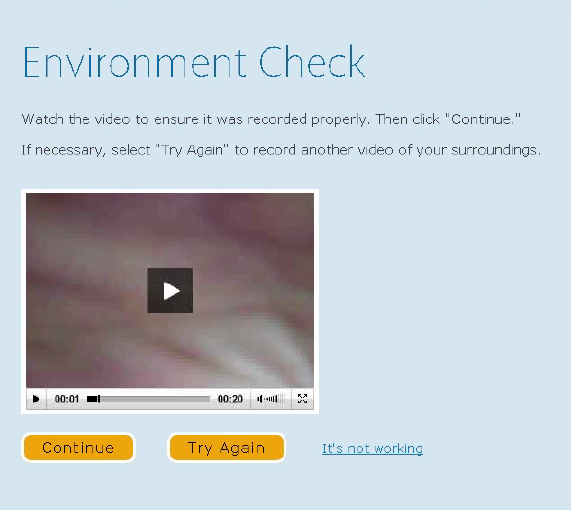 Environment Check
Watch the video to ensure it was recorded properly. Then click "Continue."
If necessary, select "Try Again" to record another video of your surroundings.
00:01 00:20
Continue Try Again It's not working